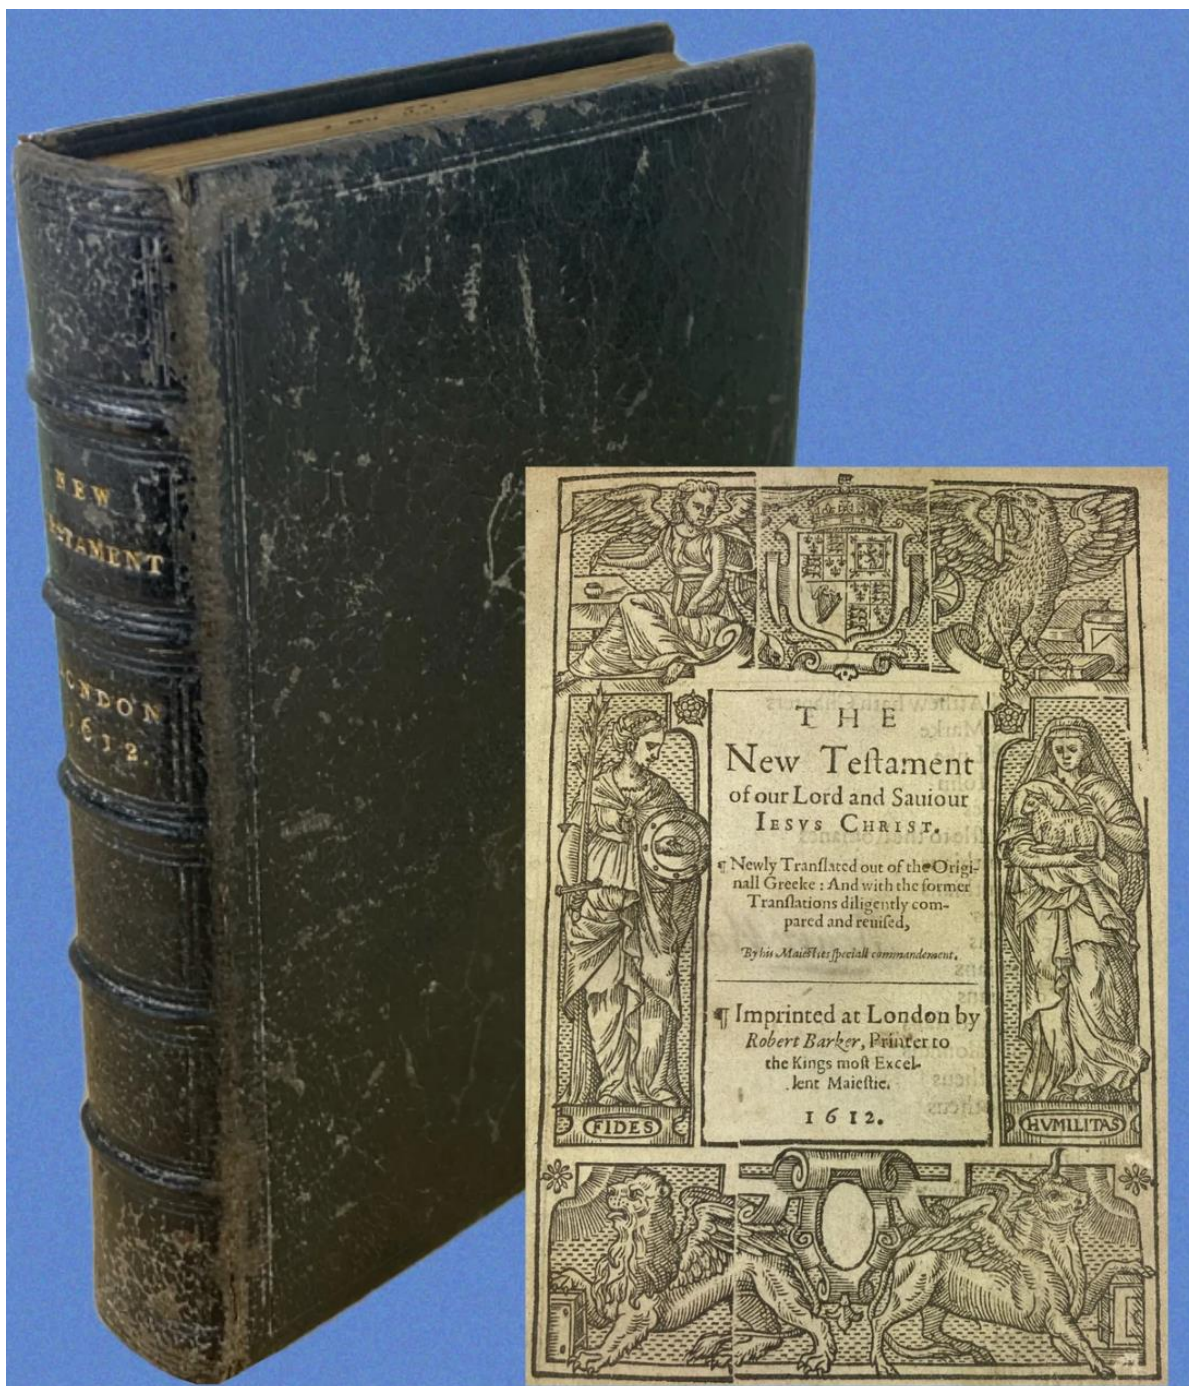 NEW
TESTAMENT
LONDON
1612.
THE
New Teſtament
of our Lord and Sauiour
IESVS CHRIST.
¶ Newly Tranſlated out of the Origi-
nall Greeke : And with the former
Tranſlations diligently com-
pared and reuiſed,
By his Maieſties ſpeciall commandement.
¶ Imprinted at London by
Robert Barker, Printer to
the Kings moſt Excel-
lent Maieſtie.
1612.
FIDES
HVMILITAS